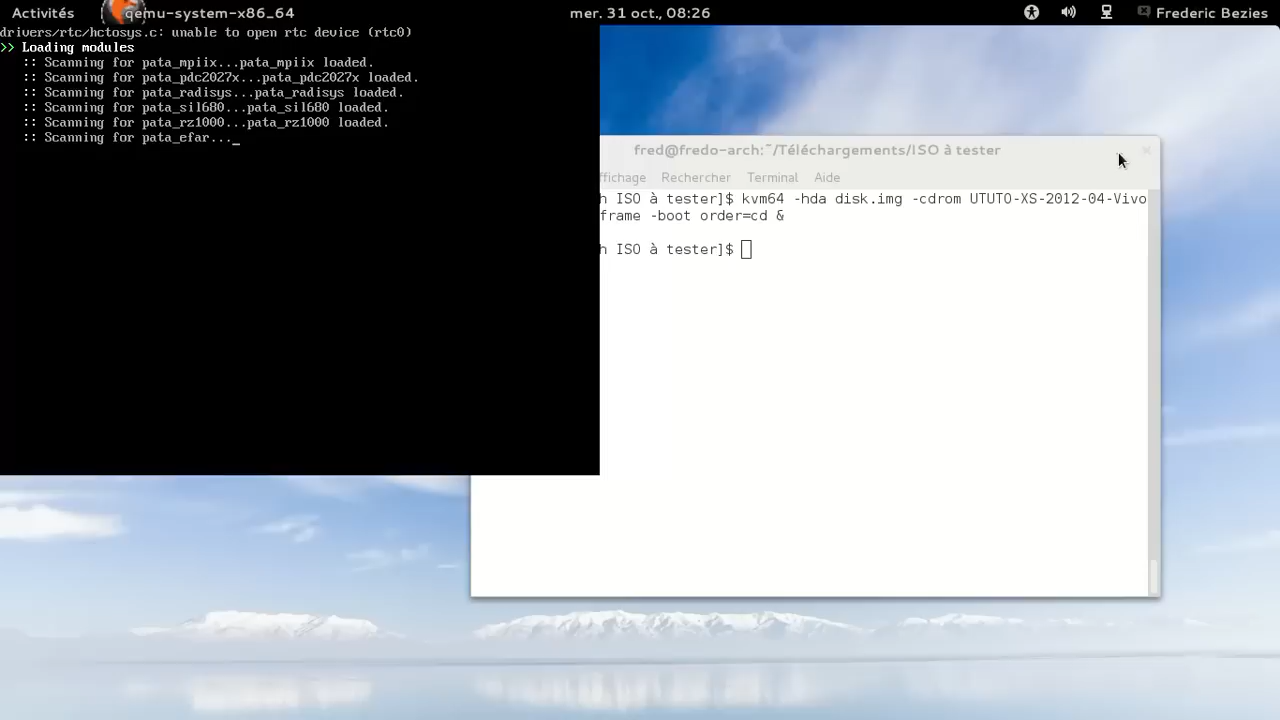 Activités
qemu-system-x86_64
mer. 31 oct., 08:26
Frederic Bezies
drivers/rtc/hctosys.c: unable to open rtc device (rtc0)
>> Loading modules
:: Scanning for pata_mpiix...pata_mpiix loaded.
:: Scanning for pata_pdc2027x...pata_pdc2027x loaded.
:: Scanning for pata_radisys...pata_radisys loaded.
:: Scanning for pata_sil680...pata_sil680 loaded.
:: Scanning for pata_rz1000...pata_rz1000 loaded.
:: Scanning for pata_efar..._
fred@fredo-arch:~/Téléchargements/ISO à tester
ffichage Rechercher Terminal Aide
h ISO à tester]$ kvm64 -hda disk.img -cdrom UTUTO-XS-2012-04-Vivo
frame -boot order=cd &
h ISO à tester]$